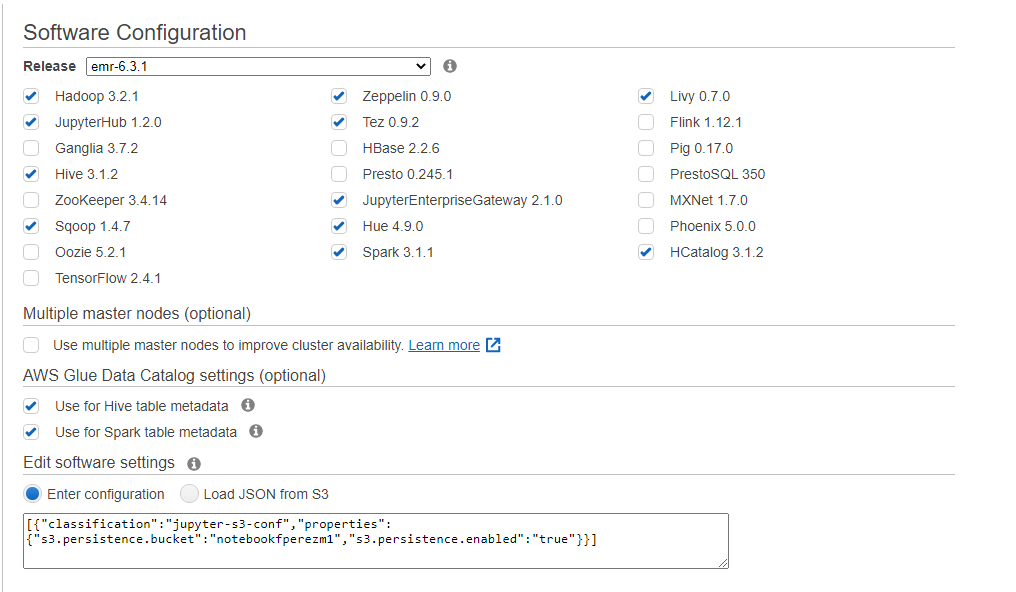 Software Configuration
Release emr-6.3.1
Hadoop 3.2.1 Zeppelin 0.9.0 Livy 0.7.0
JupyterHub 1.2.0 Tez 0.9.2 Flink 1.12.1
Ganglia 3.7.2 HBase 2.2.6 Pig 0.17.0
Hive 3.1.2 Presto 0.245.1 PrestoSQL 350
ZooKeeper 3.4.14 JupyterEnterpriseGateway 2.1.0 MXNet 1.7.0
Sqoop 1.4.7 Hue 4.9.0 Phoenix 5.0.0
Oozie 5.2.1 Spark 3.1.1 HCatalog 3.1.2
TensorFlow 2.4.1
Multiple master nodes (optional)
Use multiple master nodes to improve cluster availability. Learn more
AWS Glue Data Catalog settings (optional)
Use for Hive table metadata
Use for Spark table metadata
Edit software settings
Enter configuration Load JSON from S3
[{"classification":"jupyter-s3-conf","properties":
{"s3.persistence.bucket":"notebookfperezm1","s3.persistence.enabled":"true"}}]